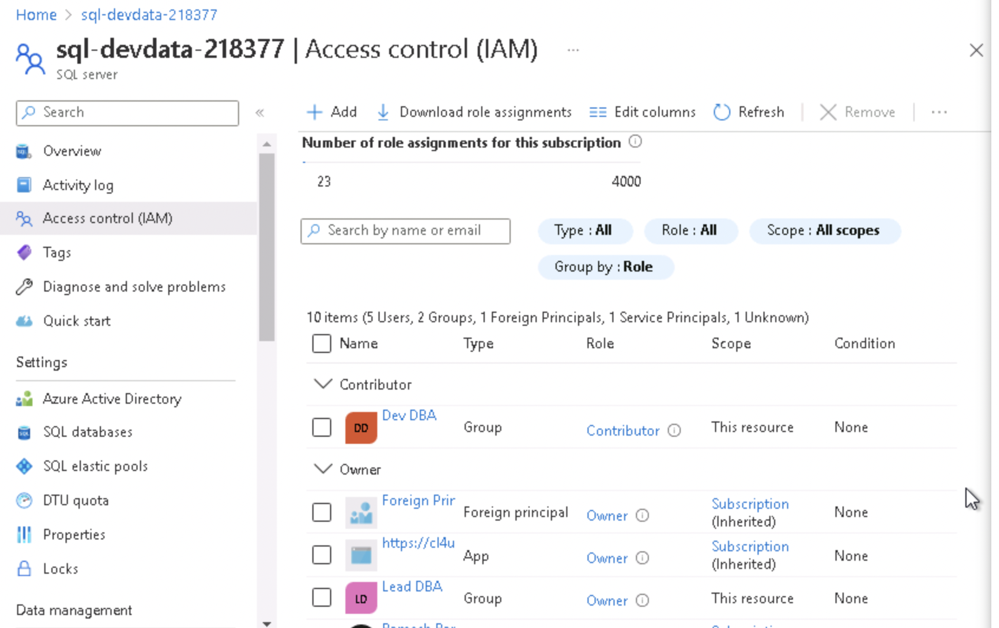 Home > sql-devdata-218377
sql-devdata-218377 | Access control (IAM) ...
SQL server
Search «
Overview
Activity log
Access control (IAM)
Tags
Diagnose and solve problems
Quick start
Settings
Azure Active Directory
SQL databases
SQL elastic pools
DTU quota
Properties
Locks
Data management
Add Download role assignments Edit columns Refresh Remove ...
Number of role assignments for this subscription
23 4000
Search by name or email Type : All Role : All Scope : All scopes
Group by : Role
10 items (5 Users, 2 Groups, 1 Foreign Principals, 1 Service Principals, 1 Unknown)
Name Type Role Scope Condition
Contributor
DD Dev DBA Group Contributor This resource None
Owner
Foreign Prir Foreign principal Owner Subscription (Inherited) None
https://cl4u App Owner Subscription (Inherited) None
LD Lead DBA Group Owner This resource None